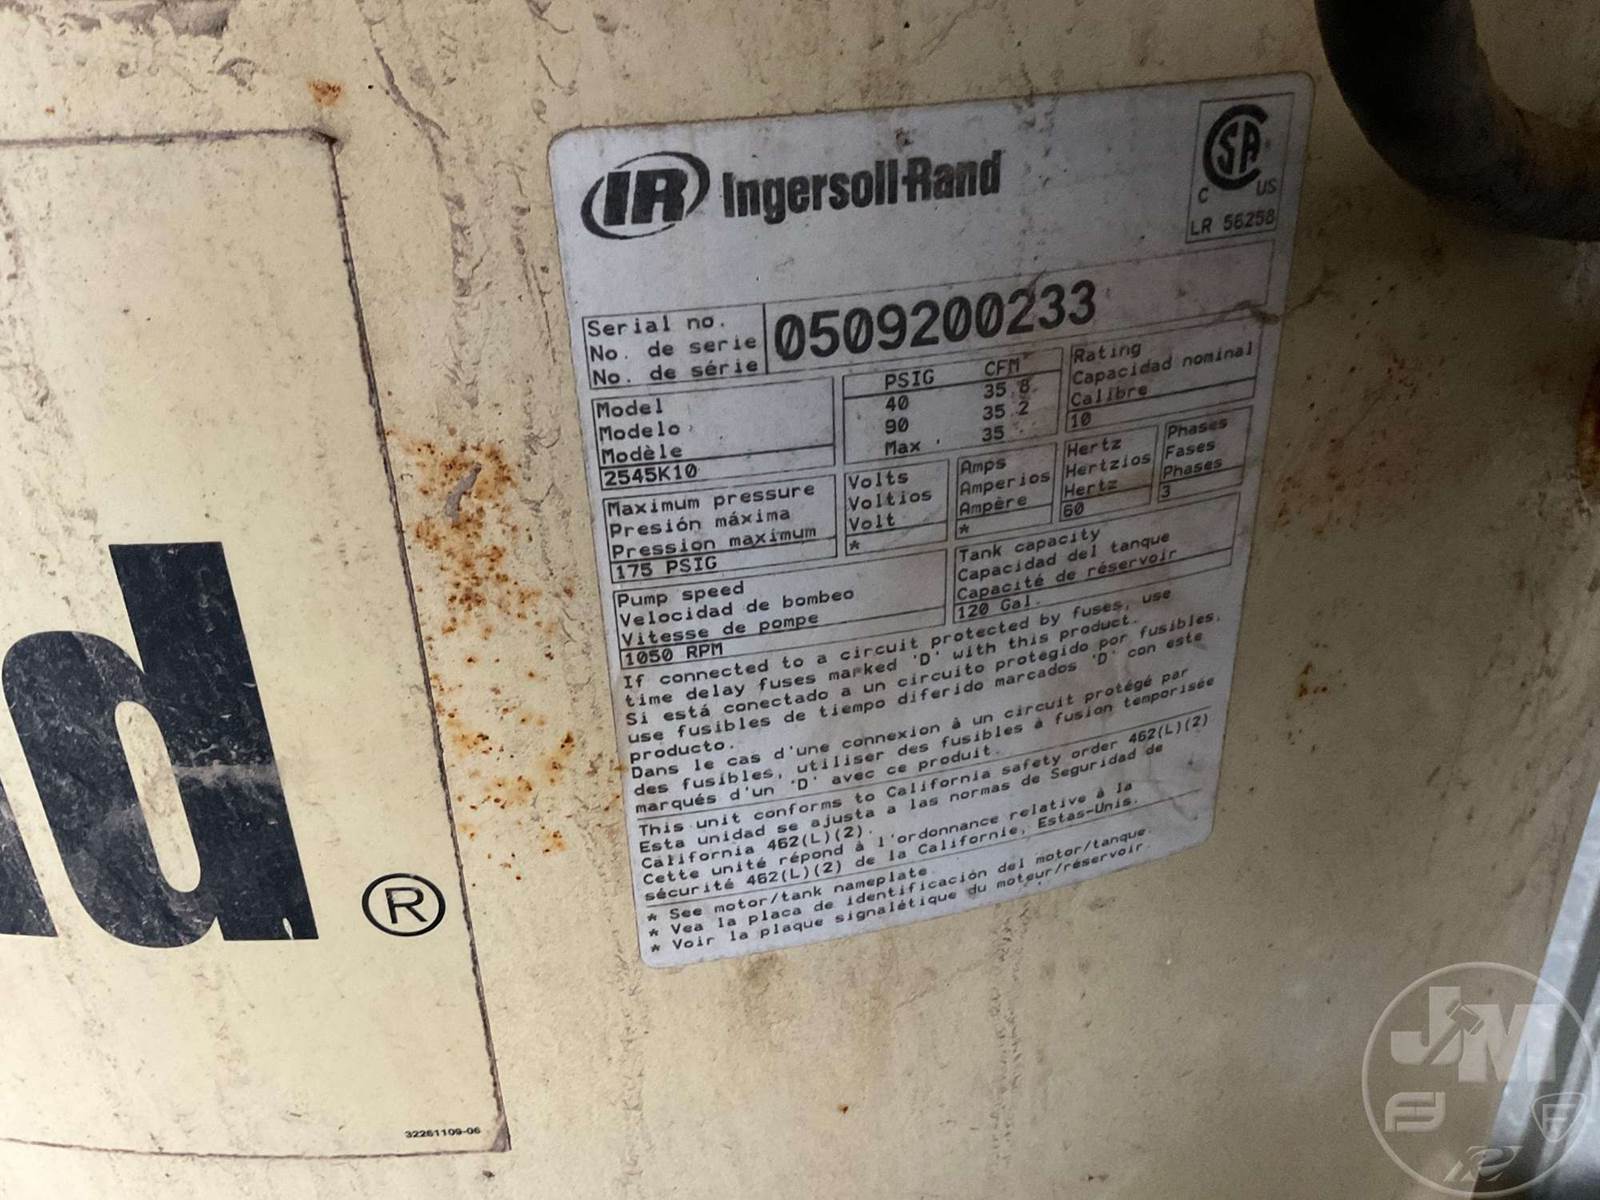 IR Ingersoll-Rand
CSA
C US
LR 56258
Serial no.
No. de serie
No. de série
0509200233
Model
Modelo
Modèle
2545K10
PSIG CFM
40 35.8
90 35.2
Max 35
Rating
Capacidad nominal
Calibre
10
Maximum pressure
Presión máxima
Pression maximum
175 PSIG
Volts
Voltios
Volt
*
Amps
Amperios
Ampère
*
Hertz
Hertzios
Hertz
60
Phases
Fases
Phases
3
Pump speed
Velocidad de bombeo
Vitesse de pompe
1050 RPM
Tank capacity
Capacidad del tanque
Capacité de réservoir
120 Gal.
If connected to a circuit protected by fuses, use
time delay fuses marked 'D' with this product.
Si está conectado a un circuito protegido por fusibles,
use fusibles de tiempo diferido marcados 'D' con este
producto.
Dans le cas d'une connexion à un circuit protégé par
des fusibles, utiliser des fusibles à fusion temporisée
marqués d'un 'D' avec ce produit.
This unit conforms to California safety order 462(L)(2)
Esta unidad se ajusta a las normas de Seguridad de
California 462(L)(2).
Cette unité répond à l'ordonnance relative à la
sécurité 462(L)(2) de la Californie, Estas-Unis.
* See motor/tank nameplate.
* Vea la placa de identificación del motor/tanque.
* Voir la plaque signalétique du moteur/réservoir.
d
®
32261109-06
JM